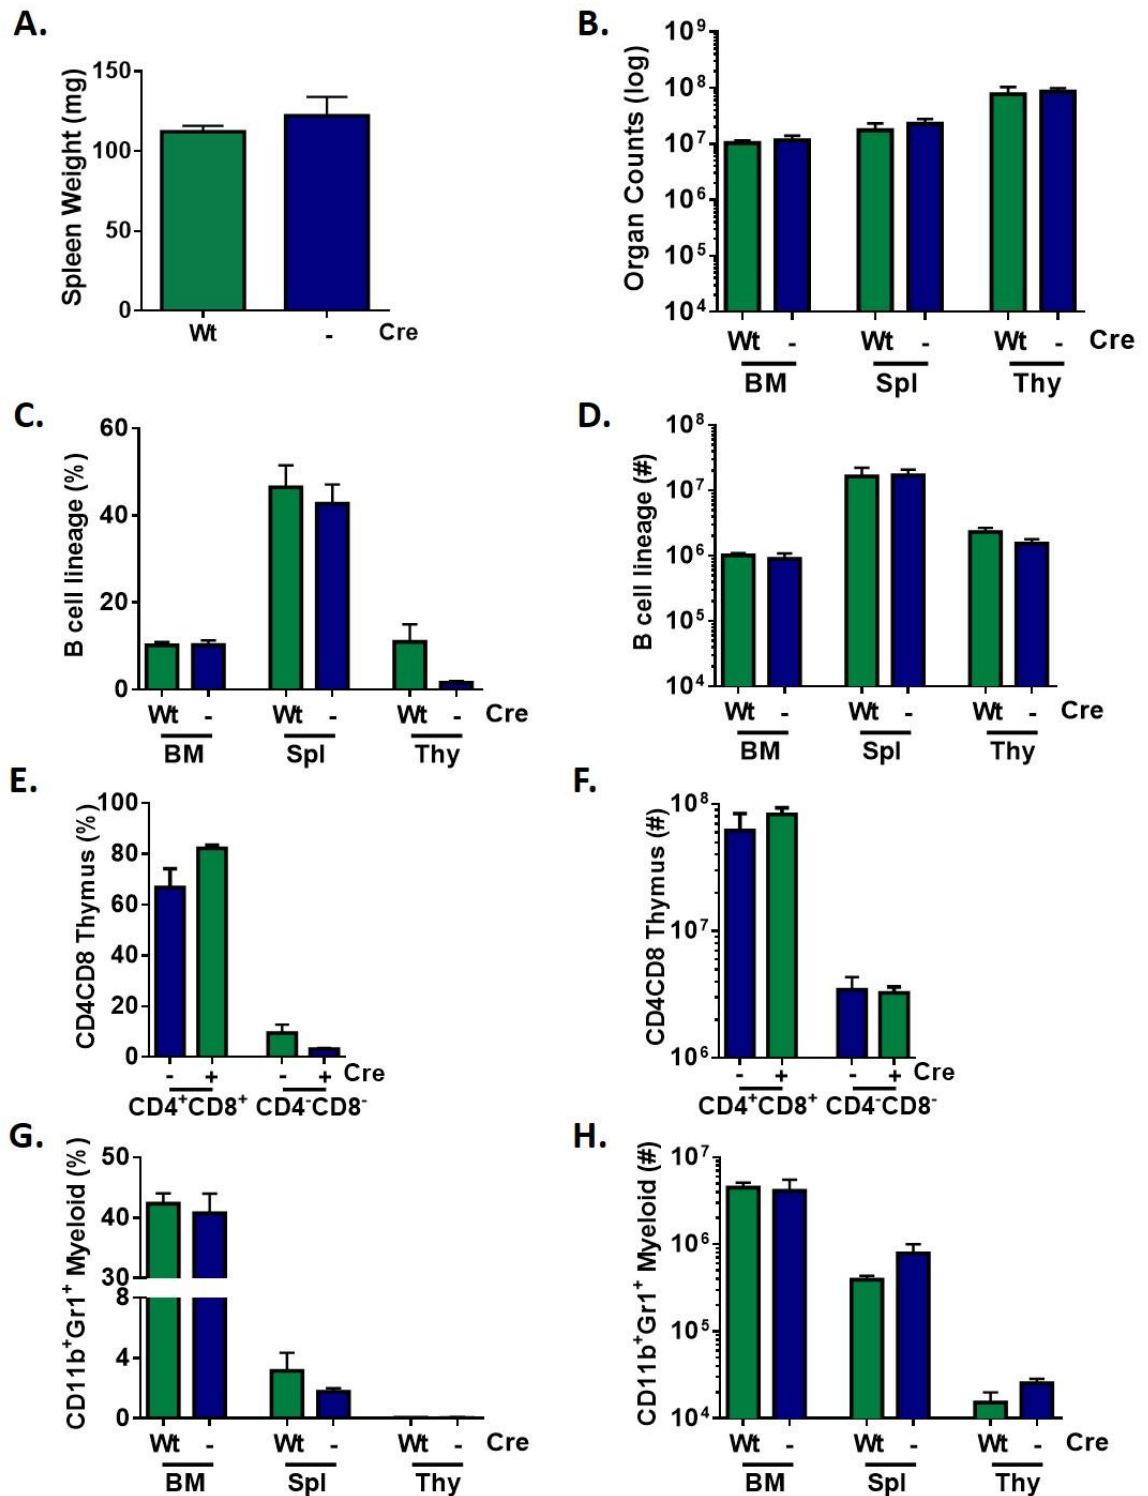 A.
Spleen Weight (mg)
150
100
50
0
Wt - Cre
B.
Organ Counts (log)
10⁹
10⁸
10⁷
10⁶
10⁵
10⁴
Wt - Wt - Wt - Cre
BM Spl Thy
C.
B cell lineage (%)
60
40
20
0
Wt - Wt - Wt - Cre
BM Spl Thy
D.
B cell lineage (#)
10⁸
10⁷
10⁶
10⁵
10⁴
Wt - Wt - Wt - Cre
BM Spl Thy
E.
CD4CD8 Thymus (%)
100
80
60
40
20
0
- + - + Cre
CD4⁺CD8⁺ CD4⁻CD8⁻
F.
CD4CD8 Thymus (#)
10⁸
10⁷
10⁶
- + - + Cre
CD4⁺CD8⁺ CD4⁻CD8⁻
G.
CD11b⁺Gr1⁺ Myeloid (%)
50
40
30
8
4
0
Wt - Wt - Wt - Cre
BM Spl Thy
H.
CD11b⁺Gr1⁺ Myeloid (#)
10⁷
10⁶
10⁵
10⁴
Wt - Wt - Wt - Cre
BM Spl Thy